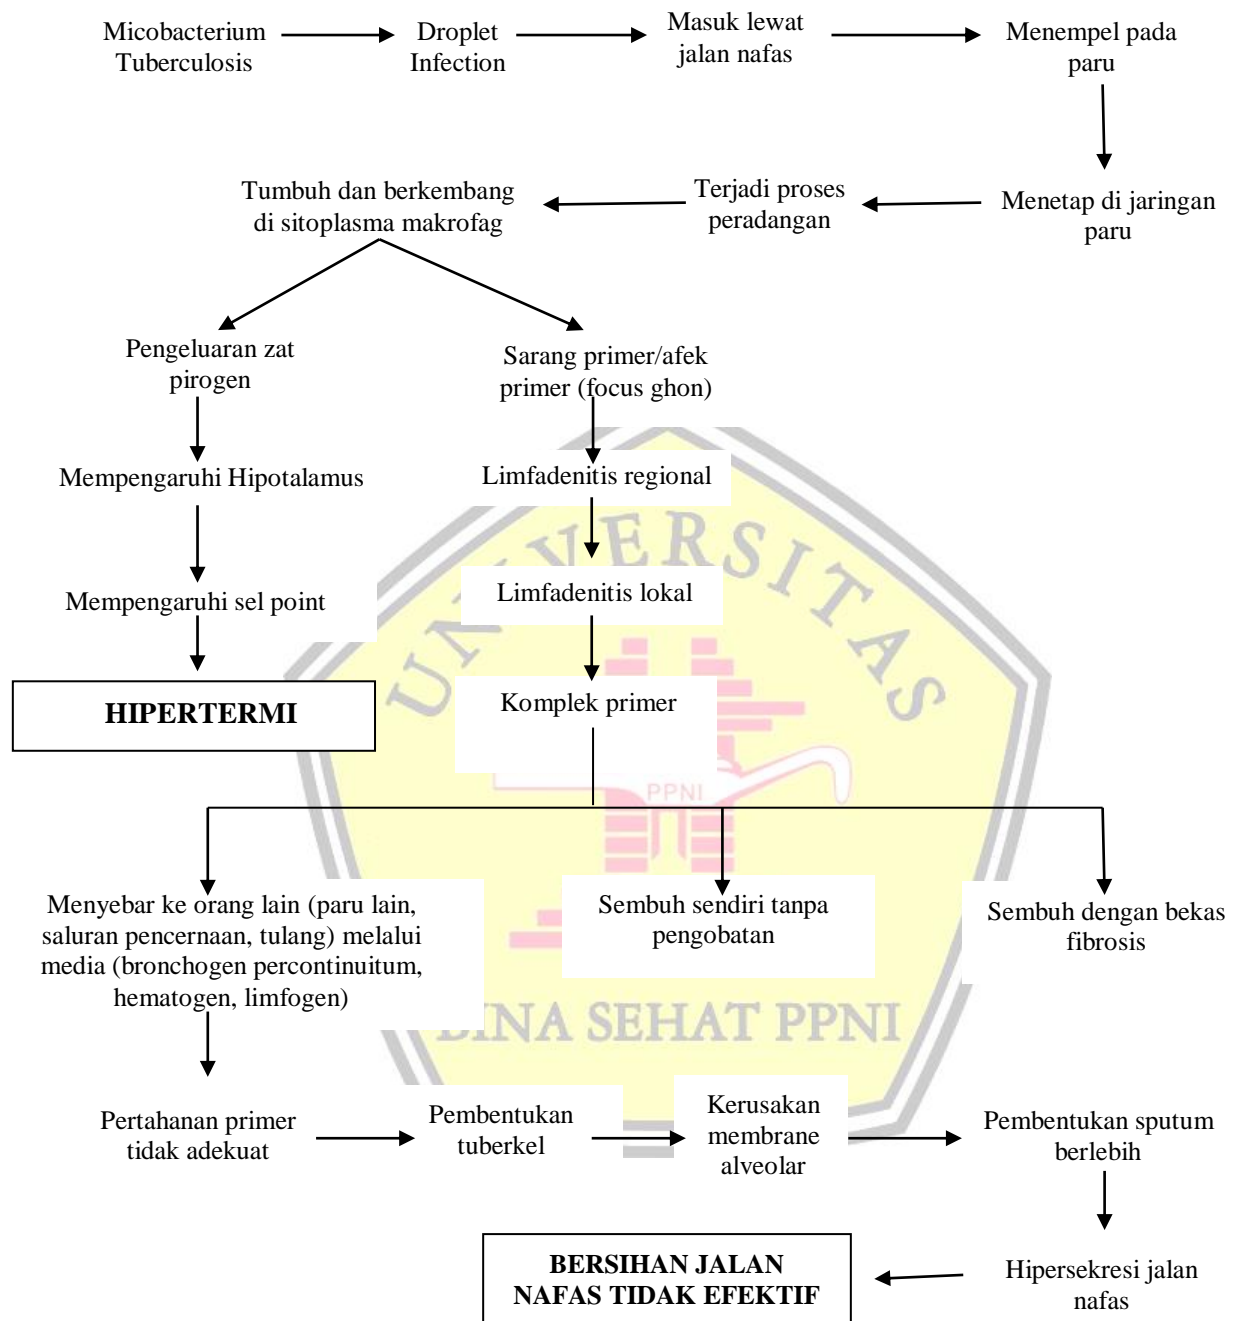 Micobacterium
Tuberculosis
Droplet
Infection
Masuk lewat
jalan nafas
Menempel pada
paru
Tumbuh dan berkembang
di sitoplasma makrofag
Terjadi proses
peradangan
Menetap di jaringan
paru
Pengeluaran zat
pirogen
Sarang primer/afek
primer (focus ghon)
Mempengaruhi Hipotalamus
Limfadenitis regional
Mempengaruhi sel point
Limfadenitis lokal
HIPERTERMI
Komplek primer
UNIVERSITAS
PPNI
Menyebar ke orang lain (paru lain,
saluran pencernaan, tulang) melalui
media (bronchogen percontinuitum,
hematogen, limfogen)
Sembuh sendiri tanpa
pengobatan
Sembuh dengan bekas
fibrosis
BINA SEHAT PPNI
Pertahanan primer
tidak adekuat
Pembentukan
tuberkel
Kerusakan
membrane
alveolar
Pembentukan sputum
berlebih
BERSIHAN JALAN
NAFAS TIDAK EFEKTIF
Hipersekresi jalan
nafas